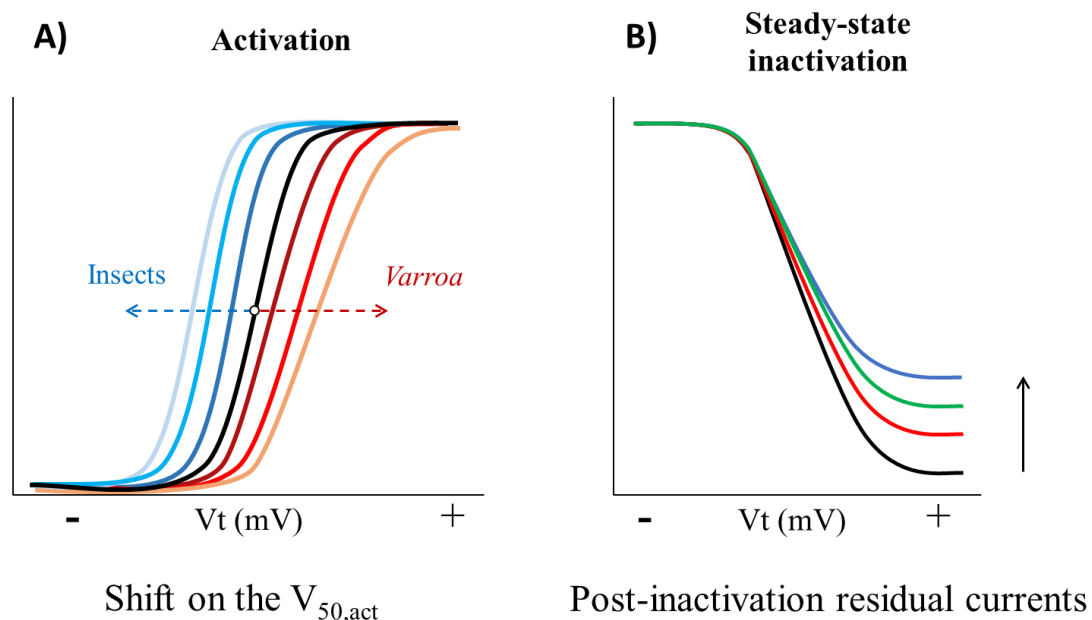 A)
Activation
Insects
Varroa
-
Vt (mV)
+
Shift on the V50,act
B)
Steady-state
inactivation
-
Vt (mV)
+
Post-inactivation residual currents